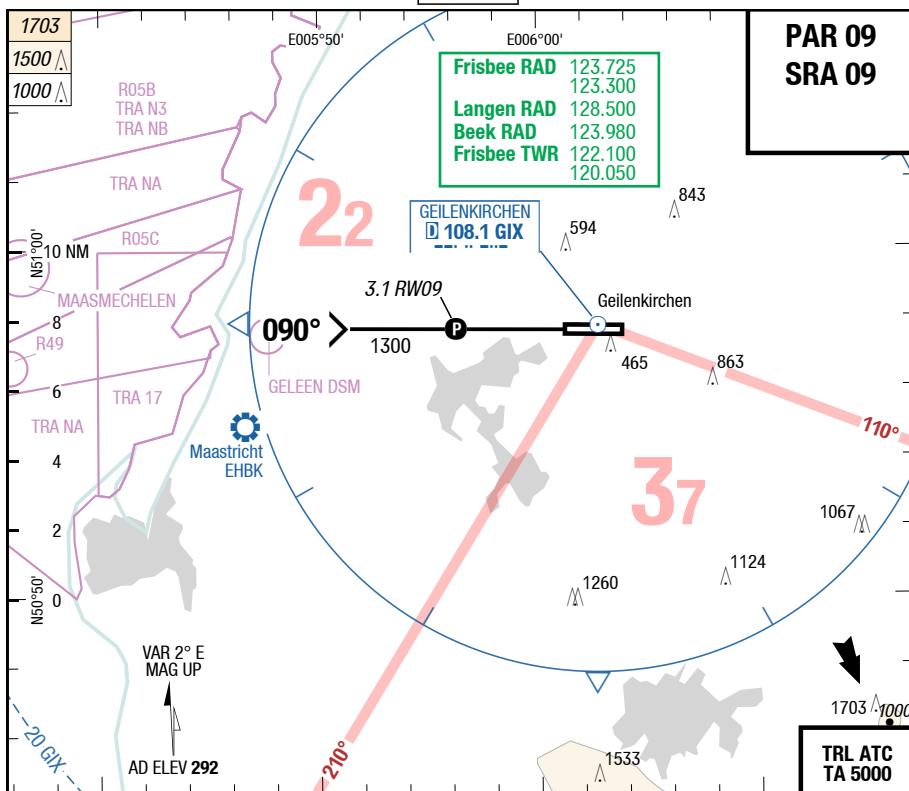 1703
1500
1000
E005°50'
E006°00'
PAR 09
SRA 09
Frisbee RAD 123.725
123.300
Langen RAD 128.500
Beek RAD 123.980
Frisbee TWR 122.100
120.050
R05B
TRA N3
TRA NB
TRA NA
R05C
22
GEILENKIRCHEN
D 108.1 GIX
594
843
N51°00'
10 NM
MAASMECHELEN
3.1 RW09
Geilenkirchen
8
090°
P
1300
R49
465
863
GELEEN DSM
6
TRA 17
TRA NA
110°
Maastricht
EHBK
4
37
1067
2
1124
1260
N50°50'
0
VAR 2° E
MAG UP
1703
1000
20 GIX
AD ELEV 292
210°
1533
TRL ATC
TA 5000